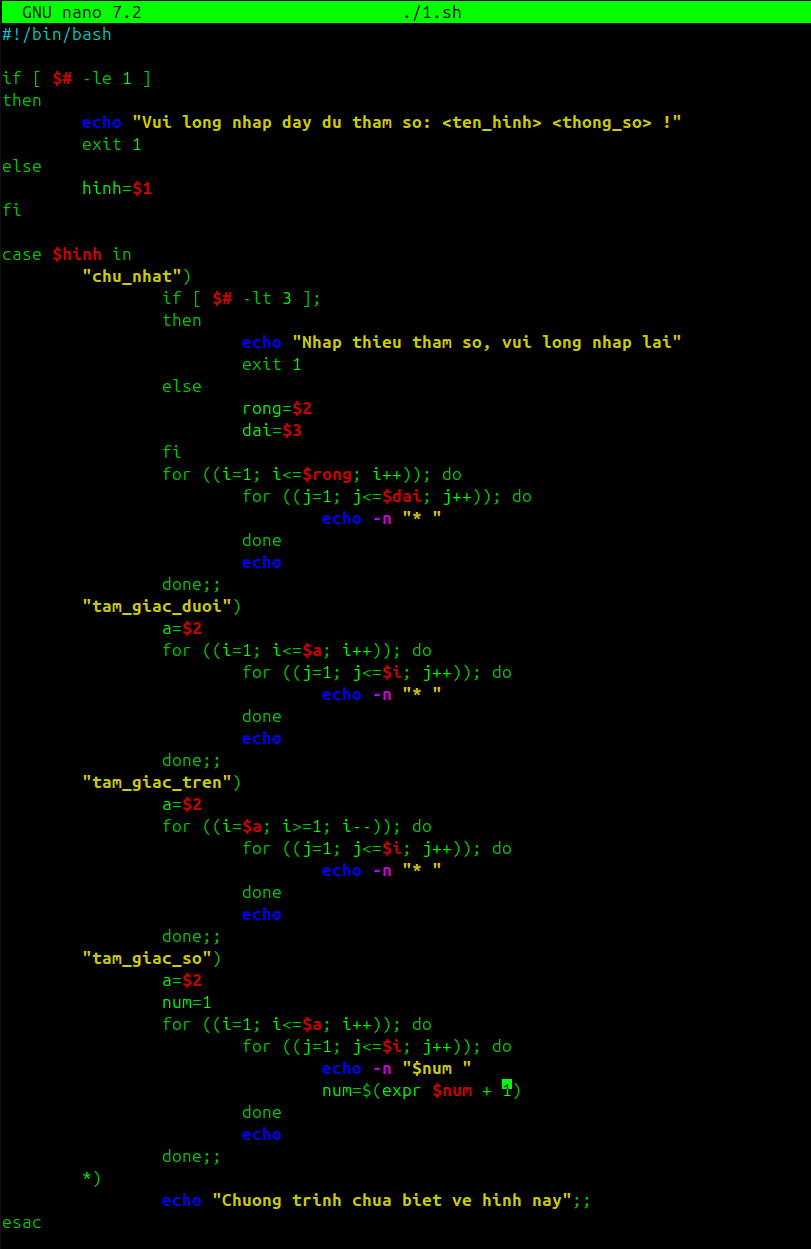 GNU nano 7.2 ./1.sh
#!/bin/bash

if [ $# -le 1 ]
then
        echo "Vui long nhap day du tham so: <ten_hinh> <thong_so> !"
        exit 1
else
        hinh=$1
fi

case $hinh in
        "chu_nhat")
                if [ $# -lt 3 ];
                then
                        echo "Nhap thieu tham so, vui long nhap lai"
                        exit 1
                else
                        rong=$2
                        dai=$3
                fi
                for ((i=1; i<=$rong; i++)); do
                        for ((j=1; j<=$dai; j++)); do
                                echo -n "* "
                        done
                        echo
                done;;
        "tam_giac_duoi")
                a=$2
                for ((i=1; i<=$a; i++)); do
                        for ((j=1; j<=$i; j++)); do
                                echo -n "* "
                        done
                        echo
                done;;
        "tam_giac_tren")
                a=$2
                for ((i=$a; i>=1; i--)); do
                        for ((j=1; j<=$i; j++)); do
                                echo -n "* "
                        done
                        echo
                done;;
        "tam_giac_so")
                a=$2
                num=1
                for ((i=1; i<=$a; i++)); do
                        for ((j=1; j<=$i; j++)); do
                                echo -n "$num "
                                num=$(expr $num + 1)
                        done
                        echo
                done;;
        *)
                echo "Chuong trinh chua biet ve hinh nay";;
esac